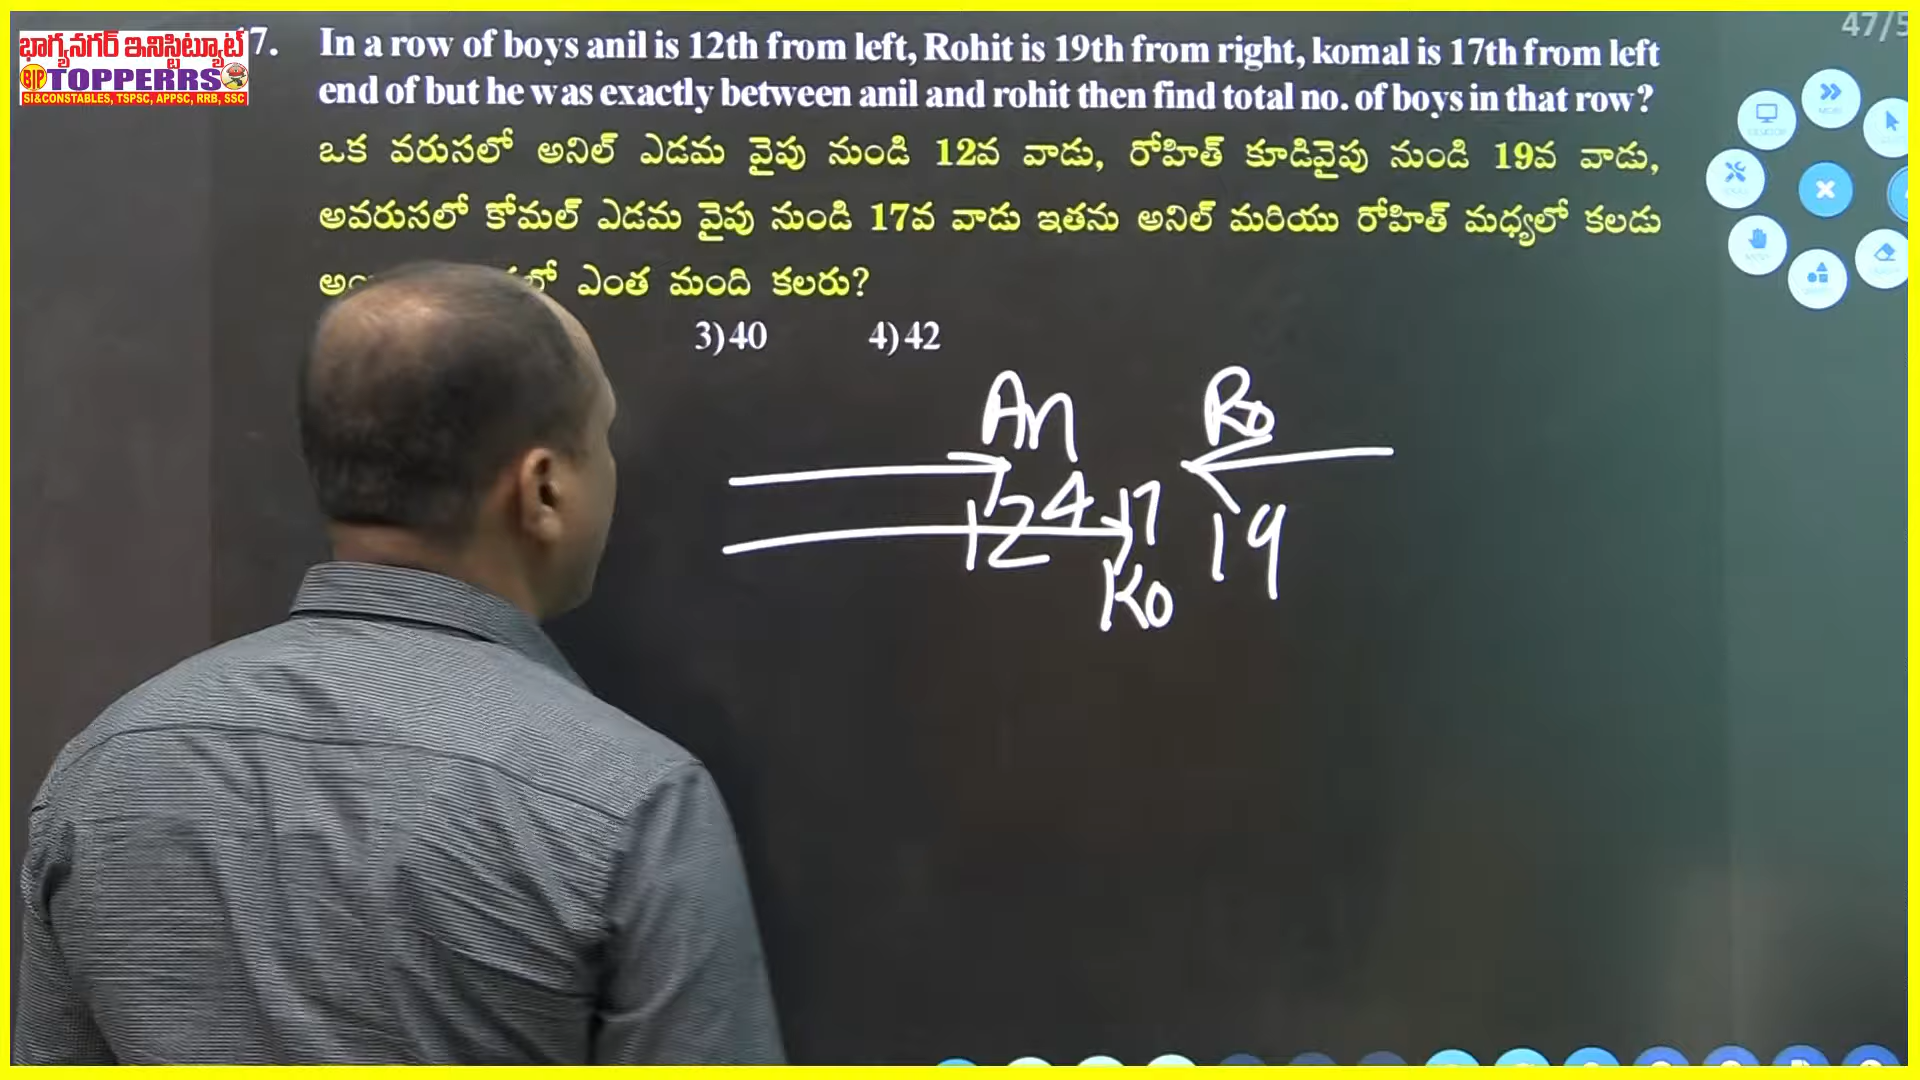 భాగ్యనగర్ ఇనిస్టిట్యూట్
BIP TOPPERRS
SI&CONSTABLES, TSPSC, APPSC, RRB, SSC
47/5
7. In a row of boys anil is 12th from left, Rohit is 19th from right, komal is 17th from left
end of but he was exactly between anil and rohit then find total no. of boys in that row?
ఒక వరుసలో అనిల్ ఎడమ వైపు నుండి 12వ వాడు, రోహిత్ కూడివైపు నుండి 19వ వాడు,
అవరుసలో కోమల్ ఎడమ వైపు నుండి 17వ వాడు ఇతను అనిల్ మరియు రోహిత్ మధ్యలో కలడు
ఎంత మంది కలరు?
3) 40 4) 42
An Ro
12 4 17 19
Ko